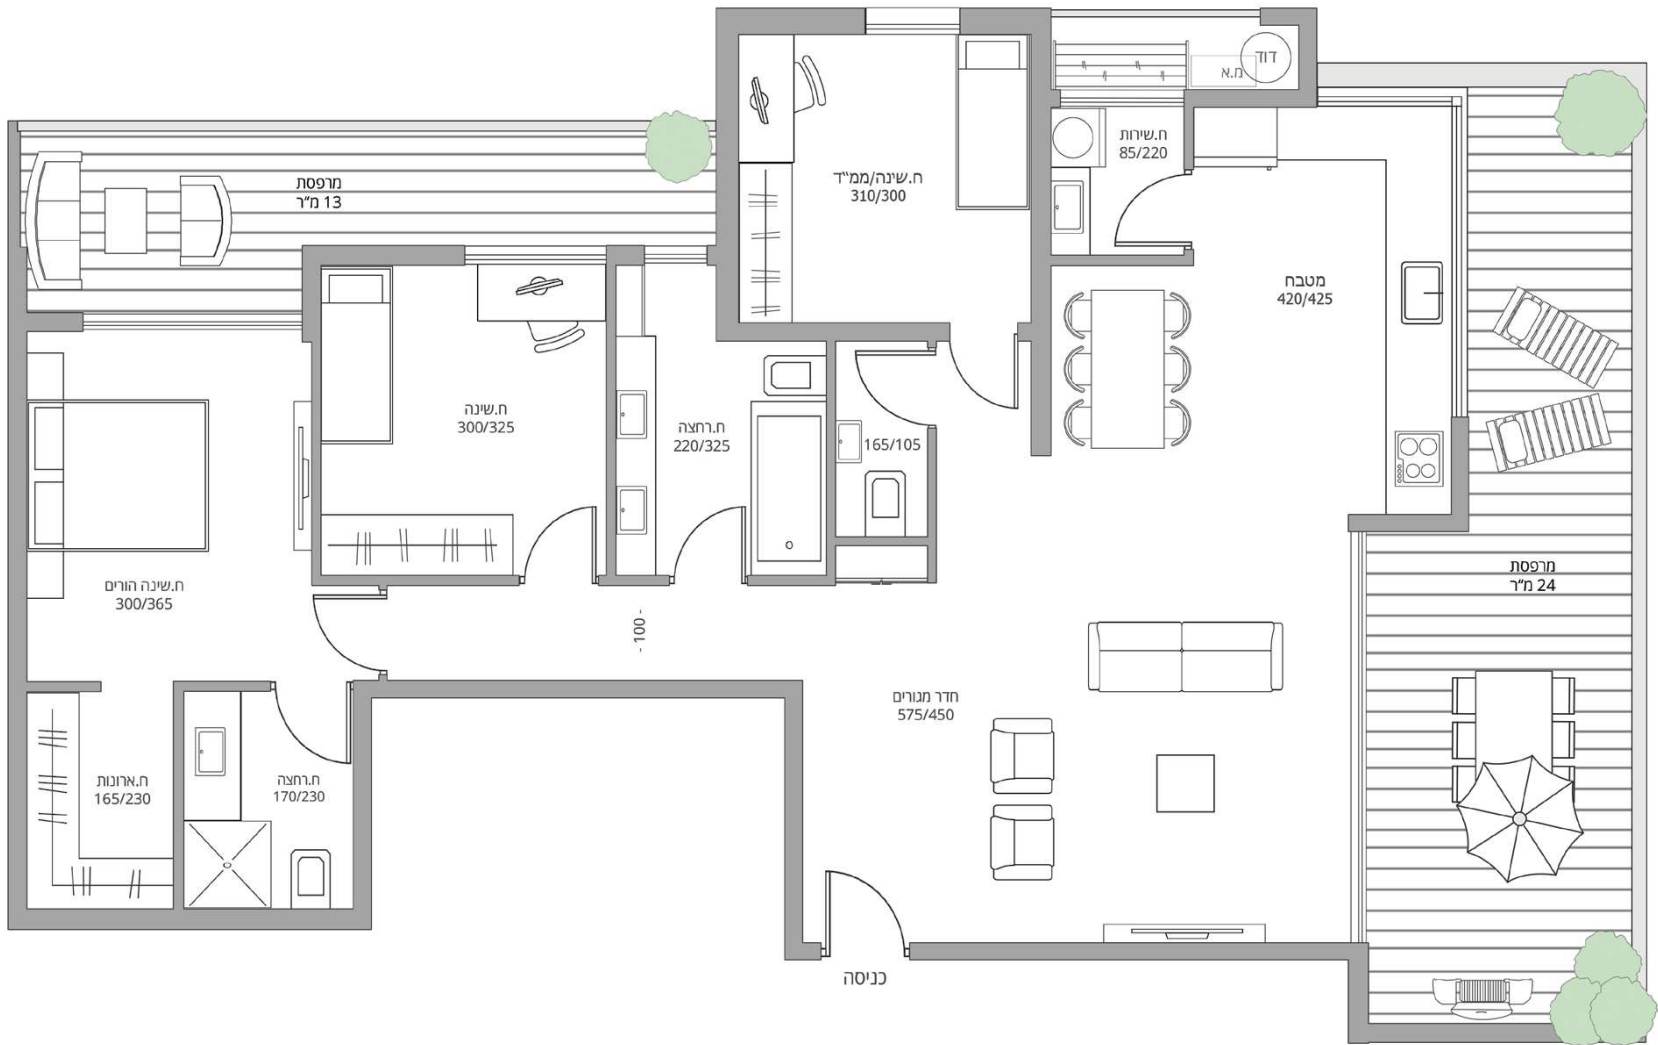 דוד
מ.א
ח.שירות
85/220
ח.שינה/ממ"ד
310/300
מרפסת
13 מ"ר
מטבח
420/425
ח.שינה
300/325
ח.רחצה
220/325
165/105
ח.שינה הורים
300/365
מרפסת
24 מ"ר
- 100 -
חדר מגורים
575/450
ח.ארונות
165/230
ח.רחצה
170/230
כניסה